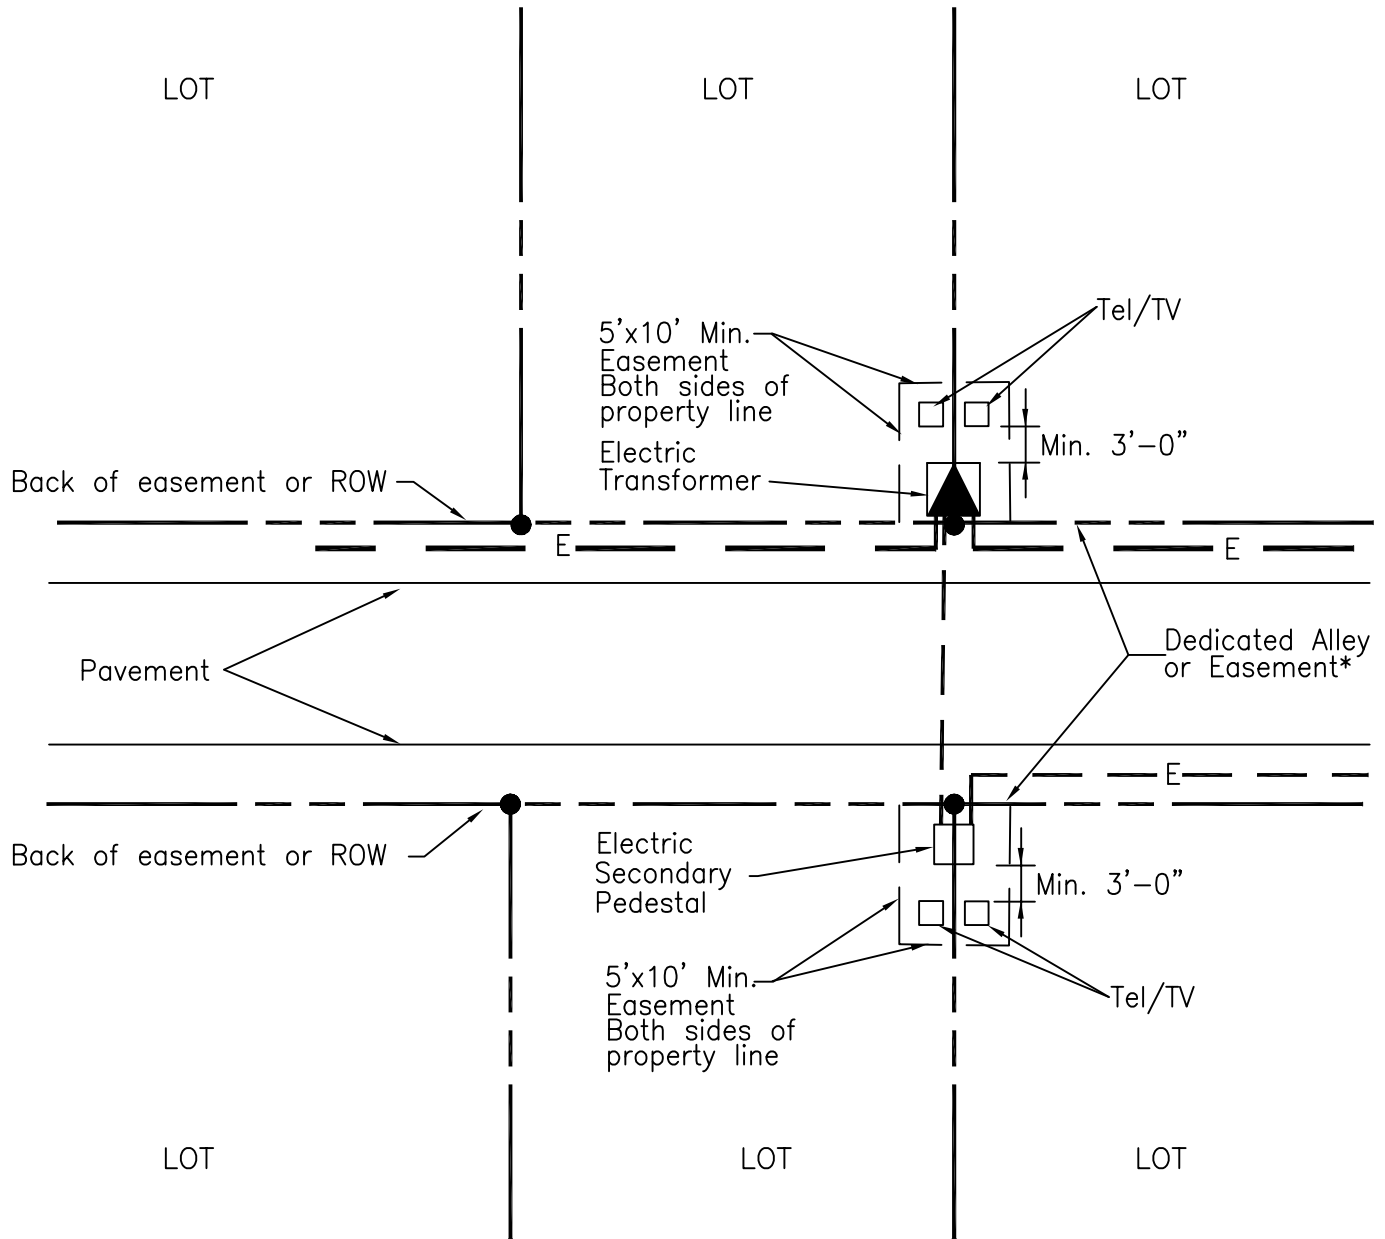 LOT
LOT
LOT
Tel/TV
5'x10' Min.
Easement
Both sides of
property line
Min. 3'-0"
Electric
Transformer
Back of easement or ROW
E
E
Dedicated Alley
or Easement*
Pavement
E
Back of easement or ROW
Electric
Secondary
Pedestal
Min. 3'-0"
5'x10' Min.
Easement
Both sides of
property line
Tel/TV
LOT
LOT
LOT